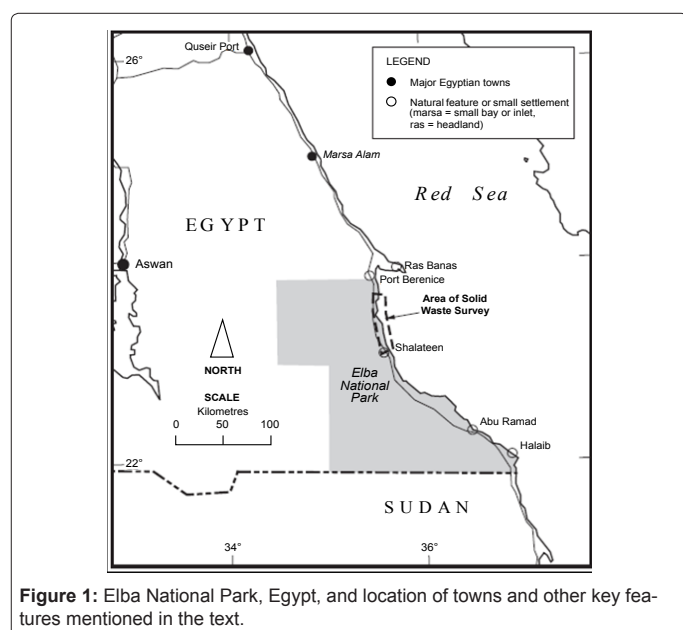 Quseir Port
26°
LEGEND
Major Egyptian towns
Natural feature or small settlement
(marsa = small bay or inlet,
ras = headland)
Marsa Alam
Red Sea
EGYPT
Aswan
Ras Banas
Port Berenice
Area of Solid
Waste Survey
Shalateen
NORTH
Elba
National
Park
SCALE
Kilometres
0 50 100
Abu Ramad
Halaib
22°
SUDAN
34° 36°
Figure 1: Elba National Park, Egypt, and location of towns and other key fea-
tures mentioned in the text.